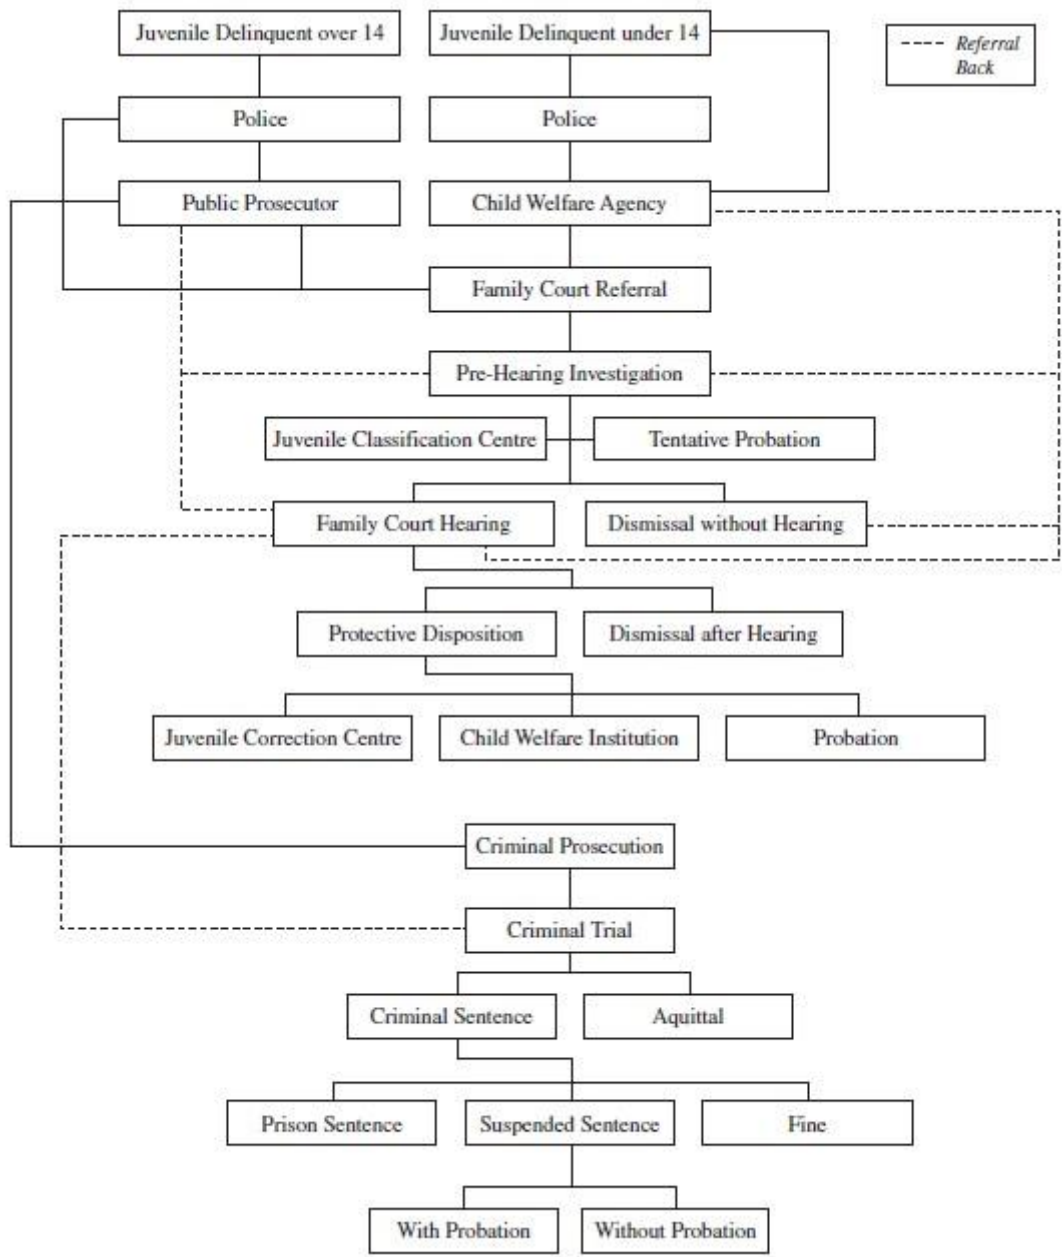 Juvenile Delinquent over 14
Juvenile Delinquent under 14
Referral
Back
Police
Police
Public Prosecutor
Child Welfare Agency
Family Court Referral
Pre-Hearing Investigation
Juvenile Classification Centre
Tentative Probation
Family Court Hearing
Dismissal without Hearing
Protective Disposition
Dismissal after Hearing
Juvenile Correction Centre
Child Welfare Institution
Probation
Criminal Prosecution
Criminal Trial
Criminal Sentence
Aquittal
Prison Sentence
Suspended Sentence
Fine
With Probation
Without Probation